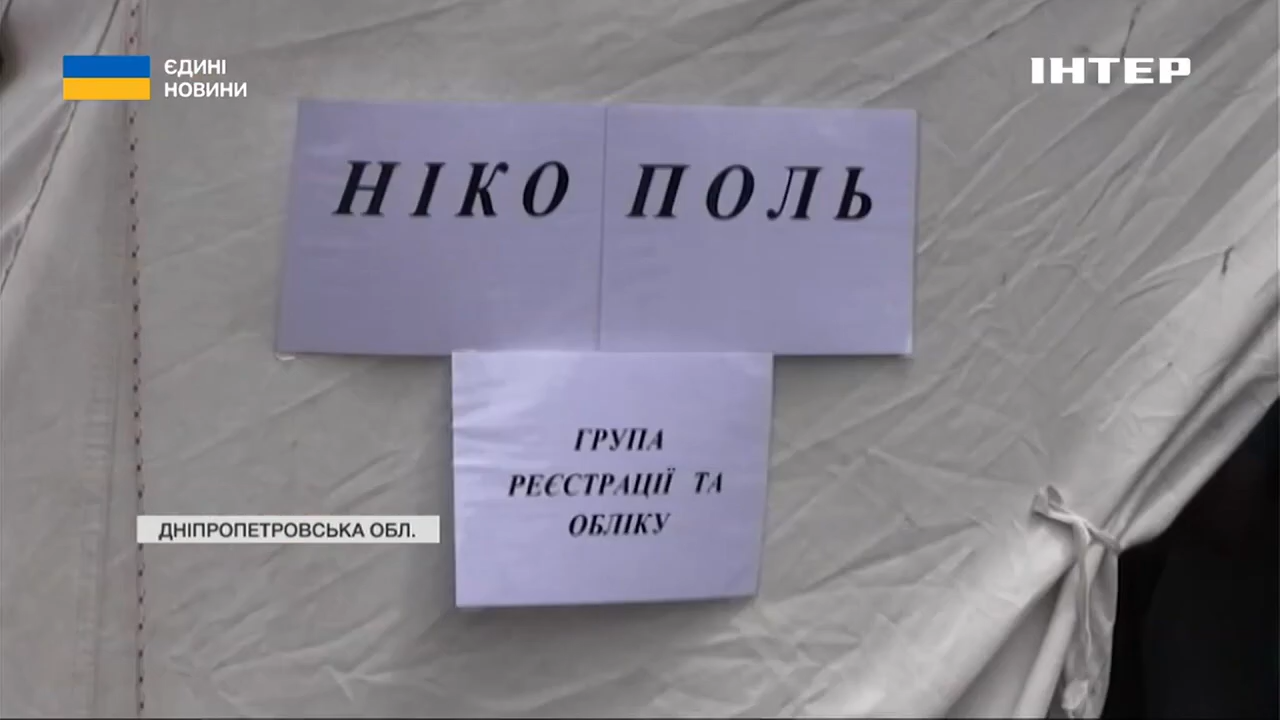 ЄДИНІ
НОВИНИ
ІНТЕР
НІКО ПОЛЬ
ГРУПА
РЕЄСТРАЦІЇ ТА
ОБЛІКУ
ДНІПРОПЕТРОВСЬКА ОБЛ.